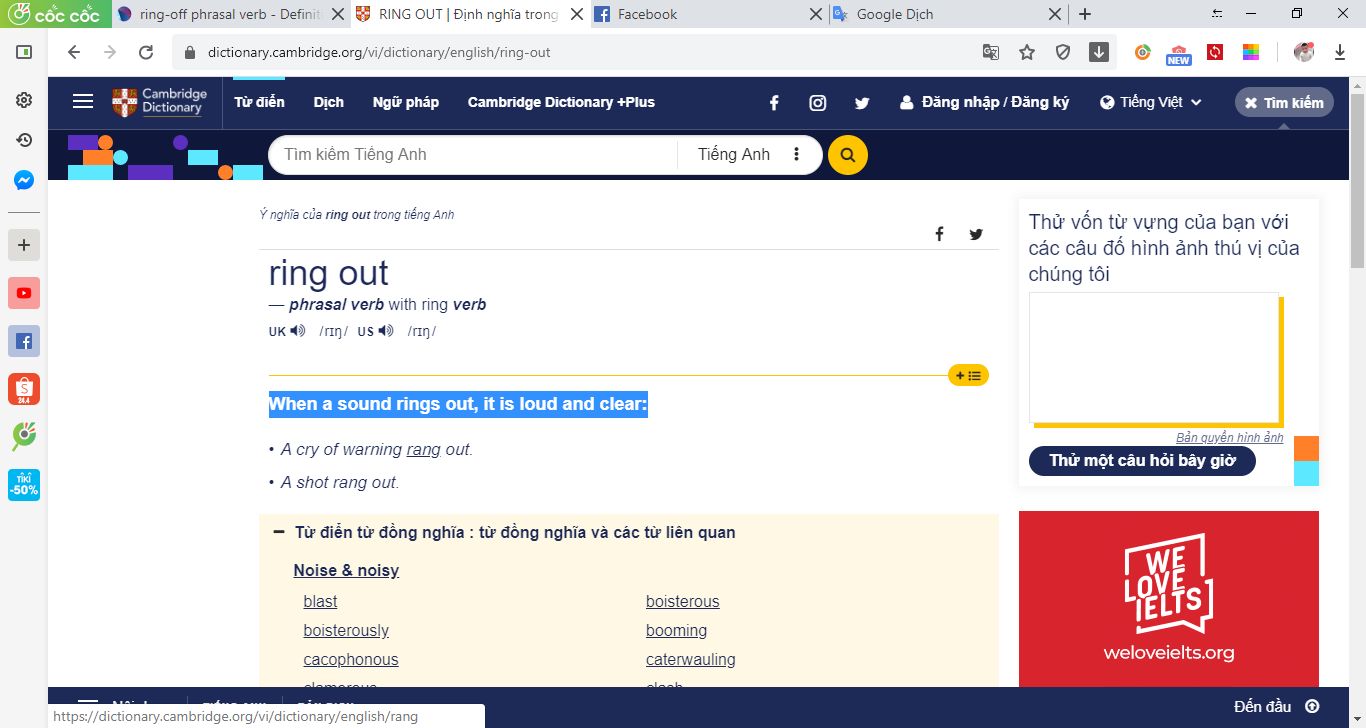 cốc cốc
ring-off phrasal verb - Definit
RING OUT | Định nghĩa trong
Facebook
Google Dịch
dictionary.cambridge.org/vi/dictionary/english/ring-out
NEW
Cambridge
Dictionary
Từ điển
Dịch
Ngữ pháp
Cambridge Dictionary +Plus
Đăng nhập / Đăng ký
Tiếng Việt
Tìm kiếm
Tìm kiếm Tiếng Anh
Tiếng Anh
Ý nghĩa của ring out trong tiếng Anh
ring out
— phrasal verb with ring verb
UK /rɪŋ/ US /rɪŋ/
When a sound rings out, it is loud and clear:
• A cry of warning rang out.
• A shot rang out.
Từ điển từ đồng nghĩa : từ đồng nghĩa và các từ liên quan
Noise & noisy
blast
boisterous
boisterously
booming
cacophonous
caterwauling
Thử vốn từ vựng của bạn với
các câu đố hình ảnh thú vị của
chúng tôi
Bản quyền hình ảnh
Thử một câu hỏi bây giờ
WE
LOVE
IELTS
weloveielts.org
24.4
TIKI
-50%
Đến đầu
https://dictionary.cambridge.org/vi/dictionary/english/rang